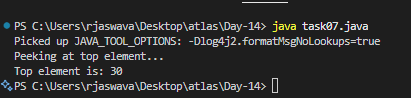 PS C:\Users\rjaswava\Desktop\atlas\Day-14> java task07.java
Picked up JAVA_TOOL_OPTIONS: -Dlog4j2.formatMsgNoLookups=true
Peeking at top element...
Top element is: 30
PS C:\Users\rjaswava\Desktop\atlas\Day-14>